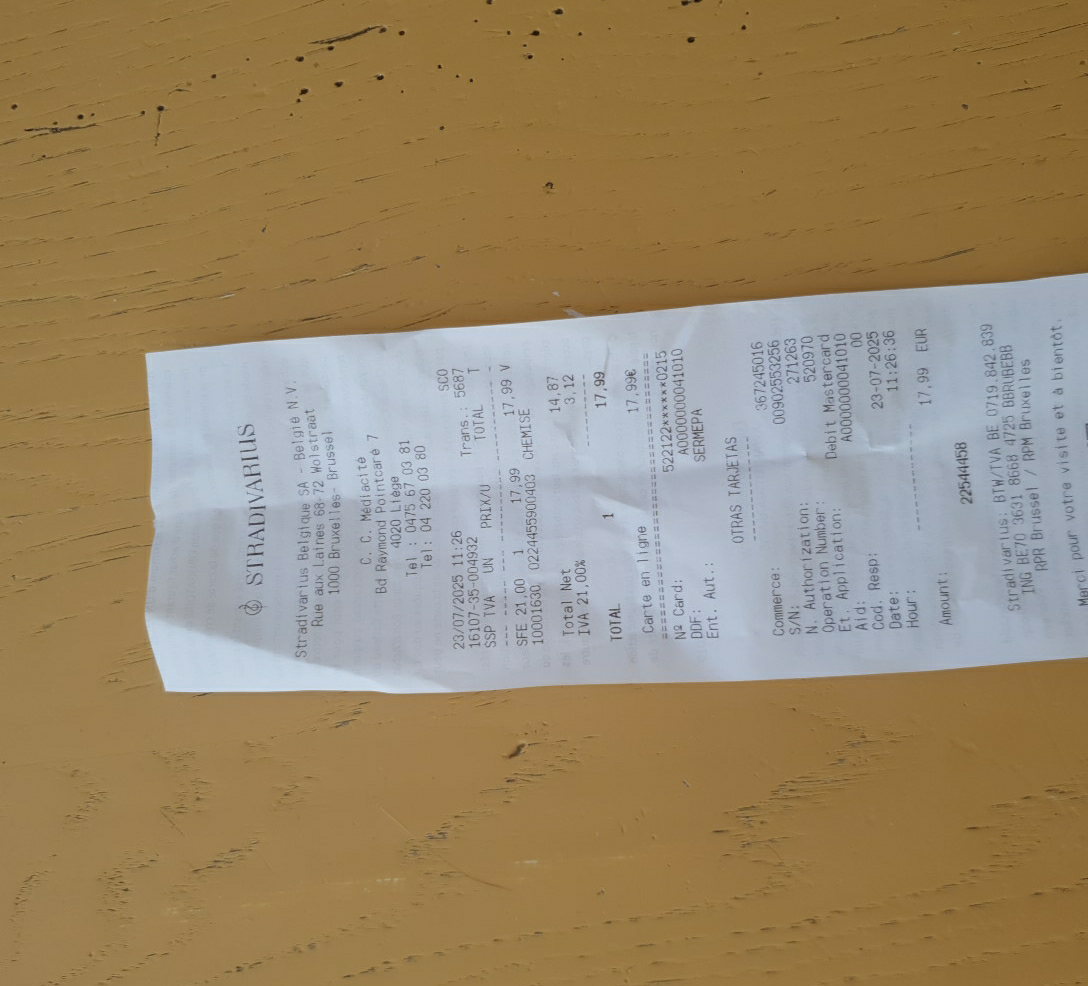 STRADIVARIUS
Stradivarius Belgique SA - België N.V.
Rue aux Laines 68-72 Wolstraat
1000 Bruxelles- Brussel
C. C. Médiacité
Bd Raymond Pointcaré 7
4020 Liège
Tel : 0475 67 03 81
Tel: 04 220 03 80
SCO
23/07/2025 11:26 Trans.: 5687
16107-35-004932 TOTAL T
SSP TVA UN PRIX/U
SFE 21,00 1 17,99 17,99 V
10001630 02244559004​03 CHEMISE
Total Net 14,87
IVA 21,00% 3,12
TOTAL 1 17,99
Carte en ligne 17,99€
Nº Card: 522122******0215
DDF: A0000000041010
Ent. Aut.: SERMEPA
OTRAS TARJETAS
Commerce: 367245016
S/N: 00902553256
N. Authorization: 271263
Operation Number: 520970
Et. Application: Debit Mastercard
Aid: A0000000041010
Cod. Resp: 00
Date: 23-07-2025
Hour: 11:26:36
Amount: 17,99 EUR
22544458
Stradivarius: BTW/TVA BE 0719.842.839
ING BE70 3631 8668 4725 BBRUBEBB
RPR Brussel / RPM Bruxelles
Merci pour votre visite et à bientôt.